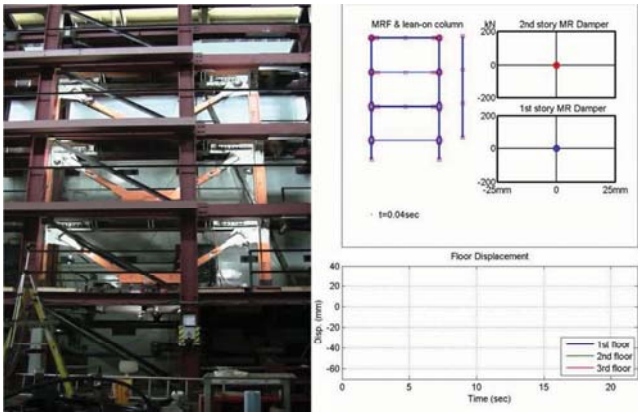 MRF & lean-on column
kN
2nd story MR Damper
200
0
-200
1st story MR Damper
200
0
-200
-25mm
0
25mm
t=0.04sec
Floor Displacement
Disp. (mm)
40
20
0
-20
-40
-60
0
5
10
15
20
Time (sec)
1st floor
2nd floor
3rd floor